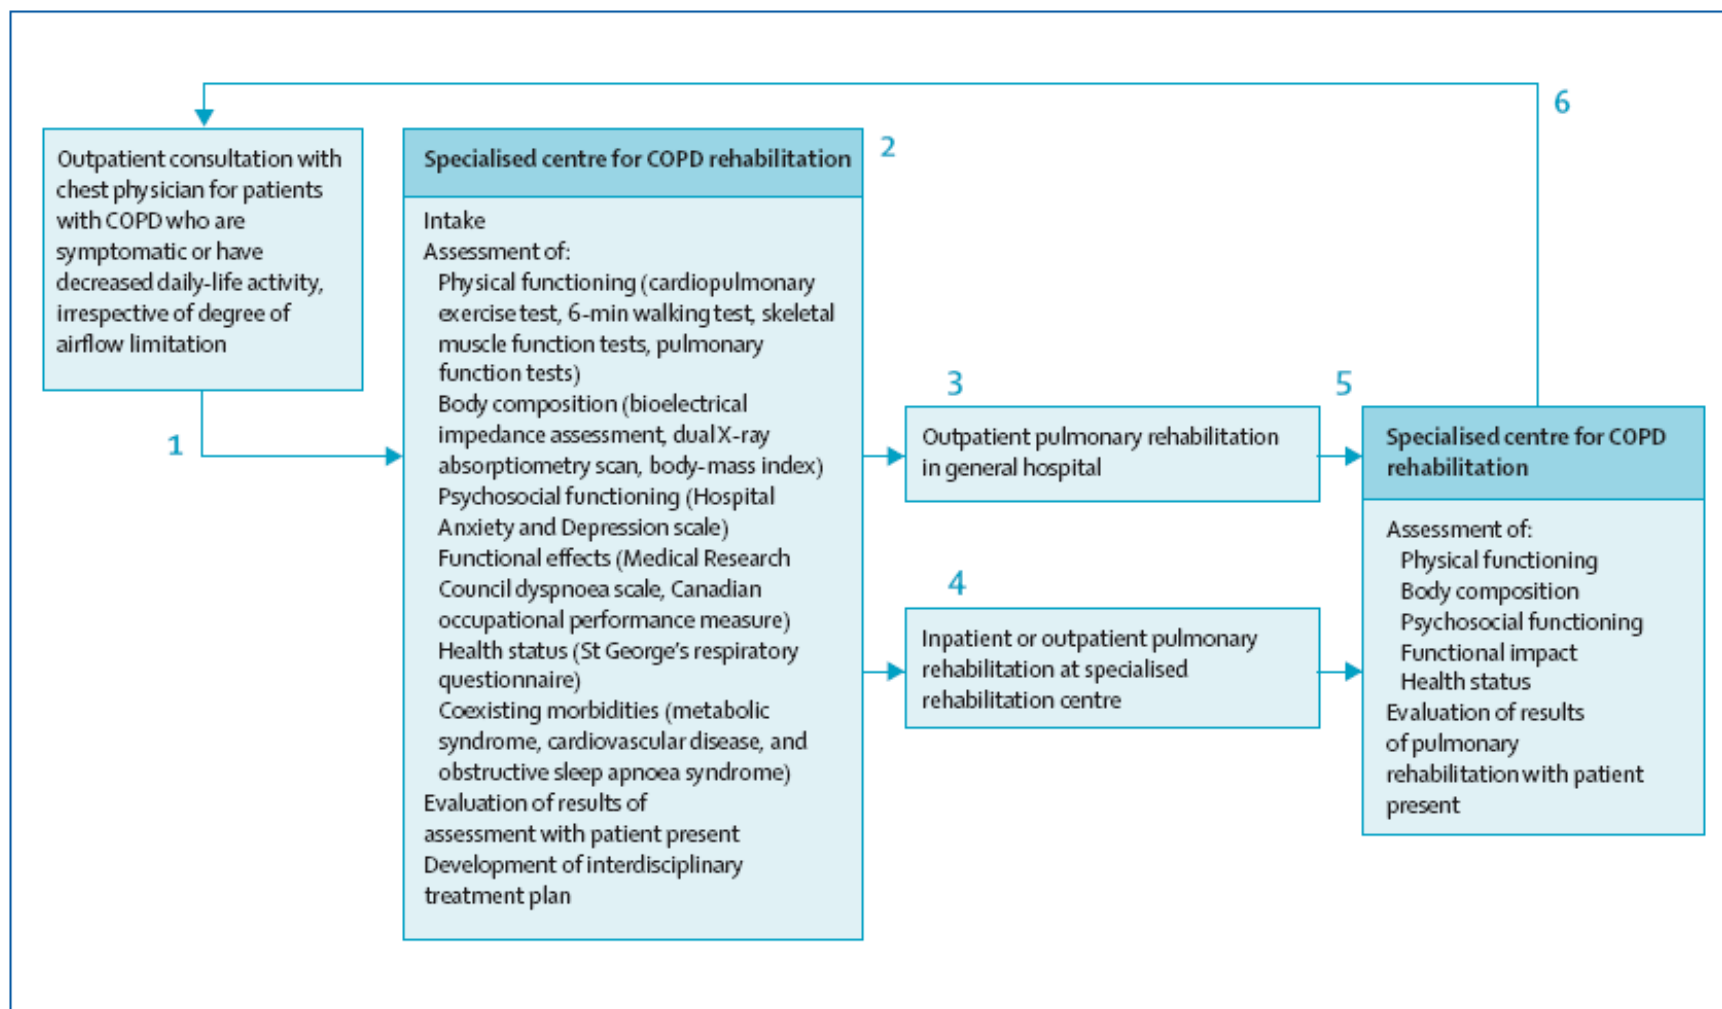 6
Outpatient consultation with
chest physician for patients
with COPD who are
symptomatic or have
decreased daily-life activity,
irrespective of degree of
airflow limitation
1
2
Specialised centre for COPD rehabilitation
Intake
Assessment of:
Physical functioning (cardiopulmonary
exercise test, 6-min walking test, skeletal
muscle function tests, pulmonary
function tests)
Body composition (bioelectrical
impedance assessment, dual X-ray
absorptiometry scan, body-mass index)
Psychosocial functioning (Hospital
Anxiety and Depression scale)
Functional effects (Medical Research
Council dyspnoea scale, Canadian
occupational performance measure)
Health status (St George's respiratory
questionnaire)
Coexisting morbidities (metabolic
syndrome, cardiovascular disease, and
obstructive sleep apnoea syndrome)
Evaluation of results of
assessment with patient present
Development of interdisciplinary
treatment plan
3
Outpatient pulmonary rehabilitation
in general hospital
4
Inpatient or outpatient pulmonary
rehabilitation at specialised
rehabilitation centre
5
Specialised centre for COPD
rehabilitation
Assessment of:
Physical functioning
Body composition
Psychosocial functioning
Functional impact
Health status
Evaluation of results
of pulmonary
rehabilitation with patient
present